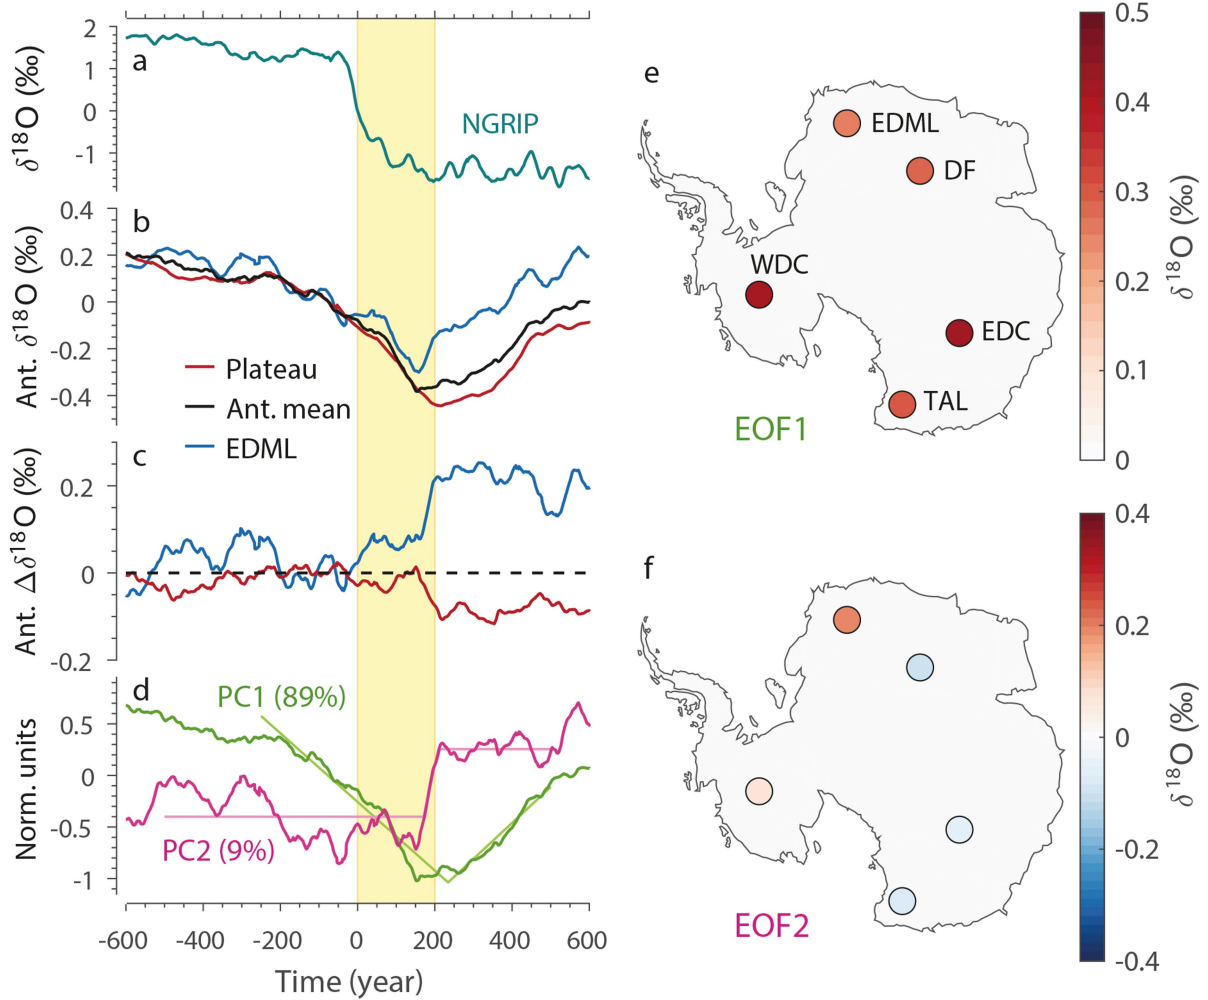 a
δ18O (‰)
2
1
0
-1
NGRIP
b
Ant. δ18O (‰)
0.4
0.2
0
-0.2
-0.4
Plateau
Ant. mean
EDML
c
Ant. Δδ18O (‰)
0.2
0
-0.2
d
Norm. units
0.5
0
-0.5
-1
PC1 (89%)
PC2 (9%)
-600 -400 -200 0 200 400 600
Time (year)
e
EDML
DF
WDC
EDC
TAL
EOF1
0.5
0.4
0.3
0.2
0.1
0
δ18O (‰)
f
EOF2
0.4
0.2
0
-0.2
-0.4
δ18O (‰)